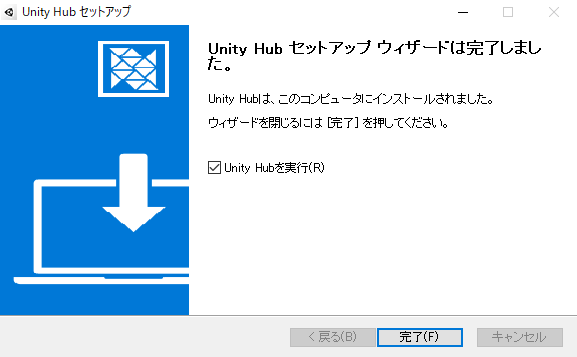 Unity Hub セットアップ
Unity Hub セットアップ ウィザードは完了しまし
た。
Unity Hubは、このコンピュータにインストールされました。
ウィザードを閉じるには [完了] を押してください。
Unity Hubを実行(R)
< 戻る(B)
完了(F)
キャンセル